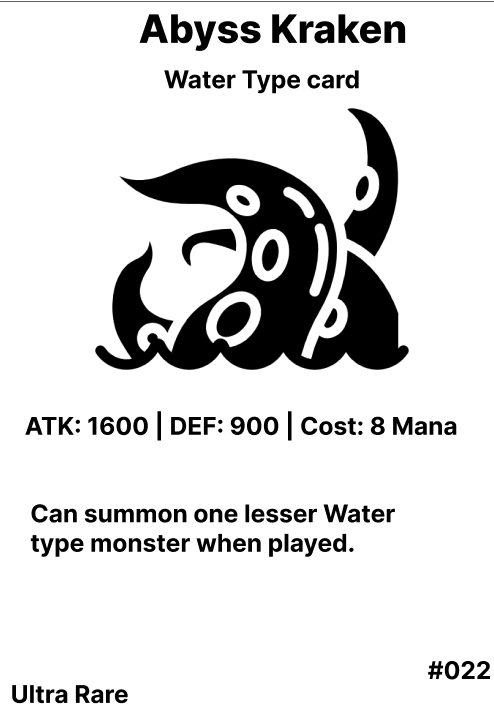 Abyss Kraken
Water Type card
ATK: 1600 | DEF: 900 | Cost: 8 Mana
Can summon one lesser Water
type monster when played.
#022
Ultra Rare